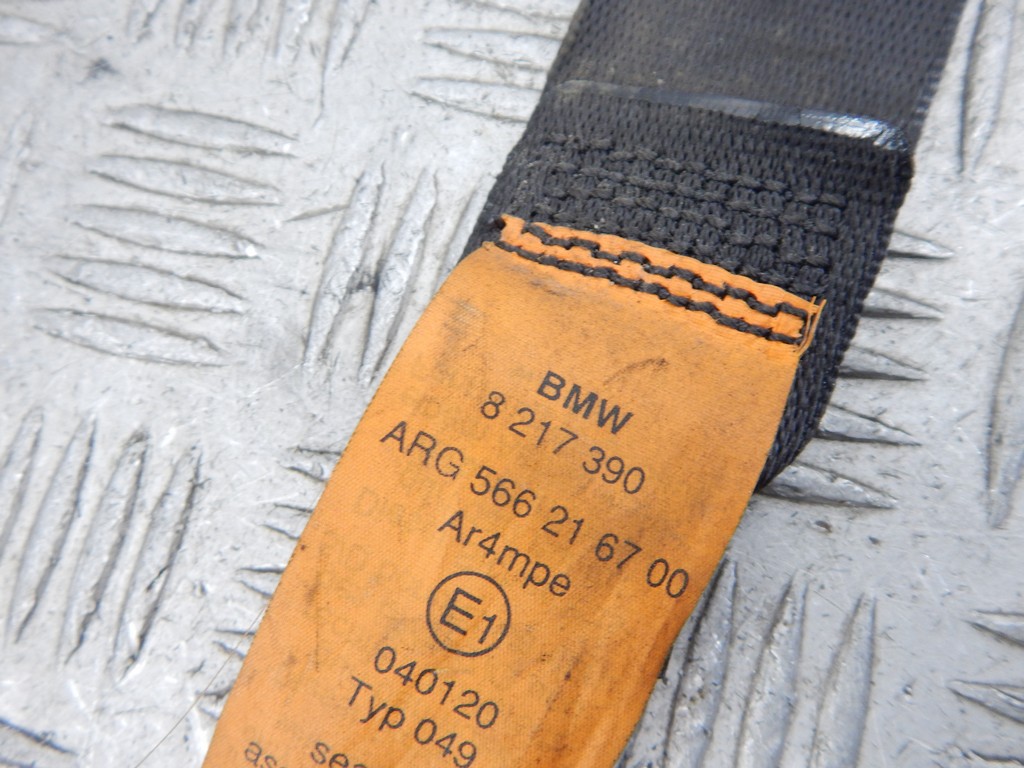 BMW
8 217 390
ARG 566 21 67 00
Ar4mpe
E1
040120
Typ 049